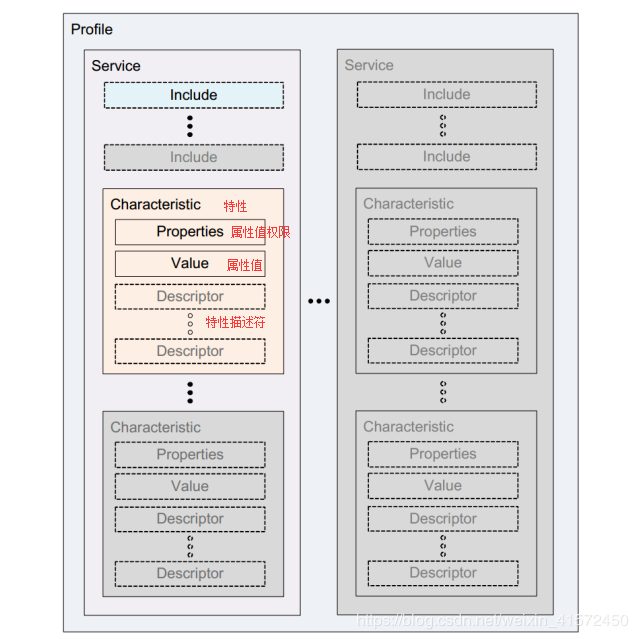 Profile
Service
Include
Include
Characteristic 特性
Properties 属性值权限
Value 属性值
Descriptor
特性描述符
Descriptor
Characteristic
Properties
Value
Descriptor
Descriptor
Service
Include
Include
Characteristic
Properties
Value
Descriptor
Descriptor
Characteristic
Properties
Value
Descriptor
Descriptor
https://blog.csdn.net/weixin_41572450